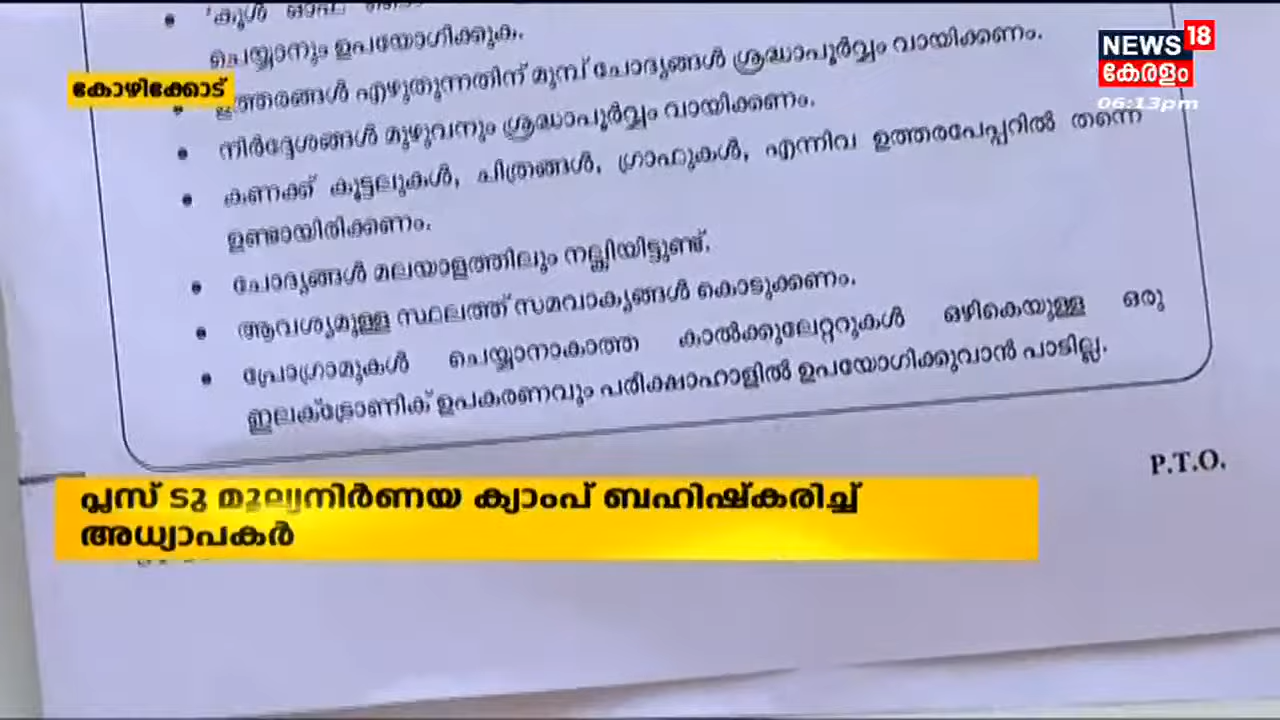 'കൂൾ ഓഫ്
ചെയ്യാനും ഉപയോഗിക്കുക.
ഉത്തരങ്ങൾ എഴുതുന്നതിന് മുമ്പ് ചോദ്യങ്ങൾ ശ്രദ്ധാപൂർവ്വം വായിക്കണം.
നിർദ്ദേശങ്ങൾ മുഴുവനും ശ്രദ്ധാപൂർവ്വം വായിക്കണം.
കണക്ക് കൂട്ടലുകൾ, ചിത്രങ്ങൾ, ഗ്രാഫുകൾ, എന്നിവ ഉത്തരപേപ്പറിൽ തന്നെ
ഉണ്ടായിരിക്കണം.
ചോദ്യങ്ങൾ മലയാളത്തിലും നല്കിയിട്ടുണ്ട്.
ആവശ്യമുള്ള സ്ഥലത്ത് സമവാക്യങ്ങൾ കൊടുക്കണം.
പ്രോഗ്രാമുകൾ ചെയ്യാനാകാത്ത കാൽക്കുലേറ്ററുകൾ ഒഴികെയുള്ള ഒരു
ഇലക്ട്രോണിക് ഉപകരണവും പരീക്ഷാഹാളിൽ ഉപയോഗിക്കുവാൻ പാടില്ല.
P.T.O.
കോഴിക്കോട്
NEWS 18
കേരളം
06:13pm
പ്ലസ് ടു മൂല്യനിർണയ ക്യാംപ് ബഹിഷ്കരിച്ച്
അധ്യാപകർ